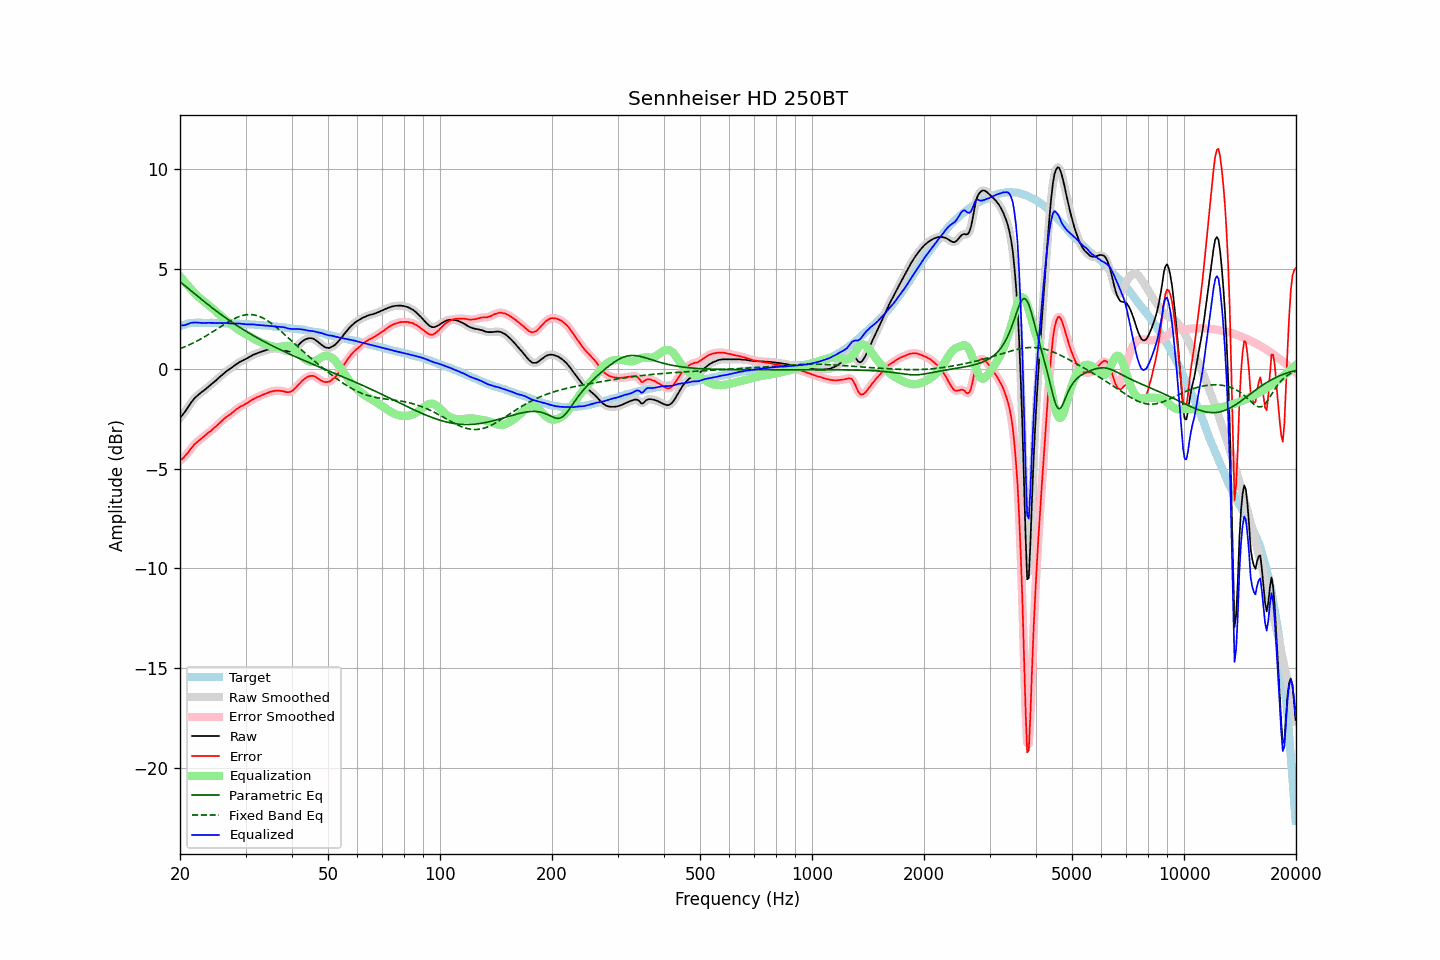 Sennheiser HD 250BT
Amplitude (dBr)
10
5
0
−5
−10
−15
−20
Target
Raw Smoothed
Error Smoothed
Raw
Error
Equalization
Parametric Eq
Fixed Band Eq
Equalized
20 50 100 200 500 1000 2000 5000 10000 20000
Frequency (Hz)